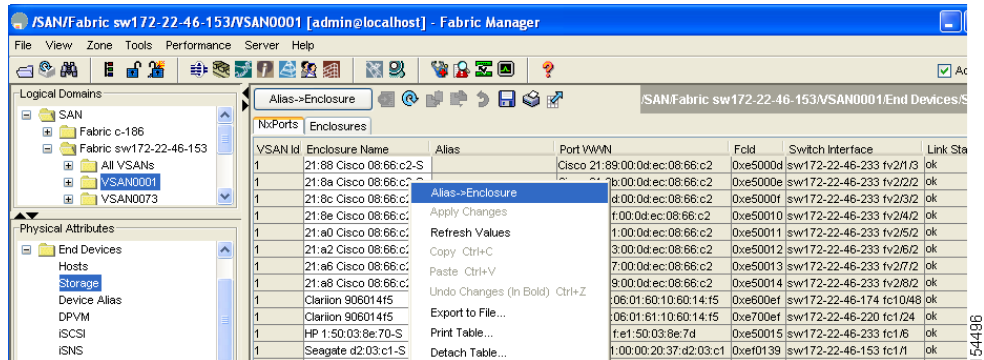 /SAN/Fabric sw172-22-46-153/VSAN0001 [admin@localhost] - Fabric Manager
File View Zone Tools Performance Server Help
Logical Domains
SAN
Fabric c-186
Fabric sw172-22-46-153
All VSANs
VSAN0001
VSAN0073
Physical Attributes
End Devices
Hosts
Storage
Device Alias
DPVM
iSCSI
iSNS
Alias->Enclosure
/SAN/Fabric sw172-22-46-153/VSAN0001/End Devices/S
NxPorts Enclosures
VSAN Id Enclosure Name Alias Port WWN FcId Switch Interface Link Sta
1 21:88 Cisco 08:66:c2-S Cisco 21:89:00:0d:ec:08:66:c2 0xe5000d sw172-22-46-233 fv2/1/3 ok
1 21:8a Cisco 08:66:c2-S b:00:0d:ec:08:66:c2 0xe5000e sw172-22-46-233 fv2/2/2 ok
1 21:8c Cisco 08:66:c2 d:00:0d:ec:08:66:c2 0xe5000f sw172-22-46-233 fv2/3/2 ok
1 21:8e Cisco 08:66:c2 f:00:0d:ec:08:66:c2 0xe50010 sw172-22-46-233 fv2/4/2 ok
1 21:a0 Cisco 08:66:c2 1:00:0d:ec:08:66:c2 0xe50011 sw172-22-46-233 fv2/5/2 ok
1 21:a2 Cisco 08:66:c2 3:00:0d:ec:08:66:c2 0xe50012 sw172-22-46-233 fv2/6/2 ok
1 21:a6 Cisco 08:66:c2 7:00:0d:ec:08:66:c2 0xe50013 sw172-22-46-233 fv2/7/2 ok
1 21:a8 Cisco 08:66:c2 9:00:0d:ec:08:66:c2 0xe50014 sw172-22-46-233 fv2/8/2 ok
1 Clariion 906014f5 :06:01:60:10:60:14:f5 0xe600ef sw172-22-46-174 fc10/48 ok
1 Clariion 906014f5 :06:01:60:10:60:14:f5 0xe700ef sw172-22-46-220 fc1/24 ok
1 HP 1:50:03:8e:70-S f:e1:50:03:8e:7d 0xe50015 sw172-22-46-233 fc1/6 ok
1 Seagate d2:03:c1-S 1:00:00:20:37:d2:03:c1 0xef0139 sw172-22-46-153 fc1/1 ok
Alias->Enclosure
Apply Changes
Refresh Values
Copy Ctrl+C
Paste Ctrl+V
Undo Changes (In Bold) Ctrl+Z
Export to File...
Print Table...
Detach Table...
54496